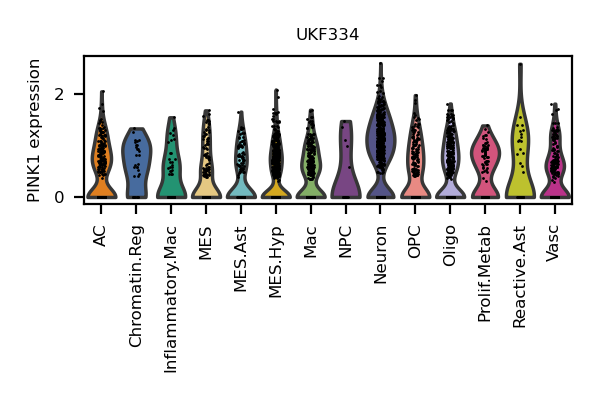 UKF334
PINK1 expression
2
0
AC
Chromatin.Reg
Inflammatory.Mac
MES
MES.Ast
MES.Hyp
Mac
NPC
Neuron
OPC
Oligo
Prolif.Metab
Reactive.Ast
Vasc